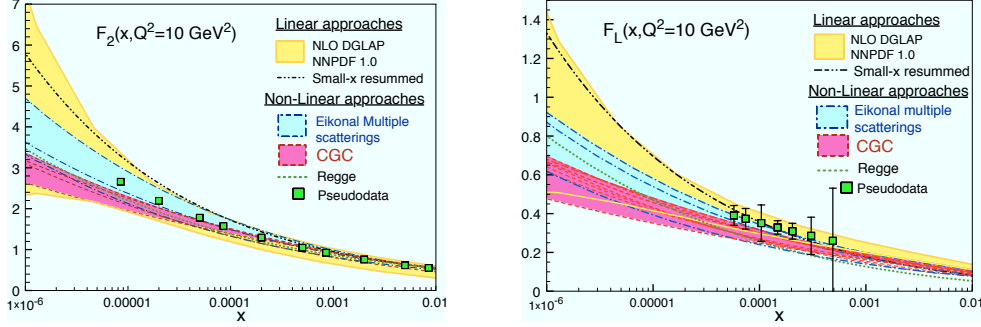 7
6
5
4
3
2
1
0
F₂(x,Q²=10 GeV²)
Linear approaches
NLO DGLAP
NNPDF 1.0
Small-x resummed
Non-Linear approaches
Eikonal Multiple
scatterings
CGC
Regge
Pseudodata
1×10⁻⁶
0.00001
0.0001
0.001
0.01
x
1.4
1.2
1
0.8
0.6
0.4
0.2
0
F_L(x,Q²=10 GeV²)
Linear approaches
NLO DGLAP
NNPDF 1.0
Small-x resummed
Non-Linear approaches
Eikonal multiple
scatterings
CGC
Regge
Pseudodata
1×10⁻⁶
0.00001
0.0001
0.001
0.01
x